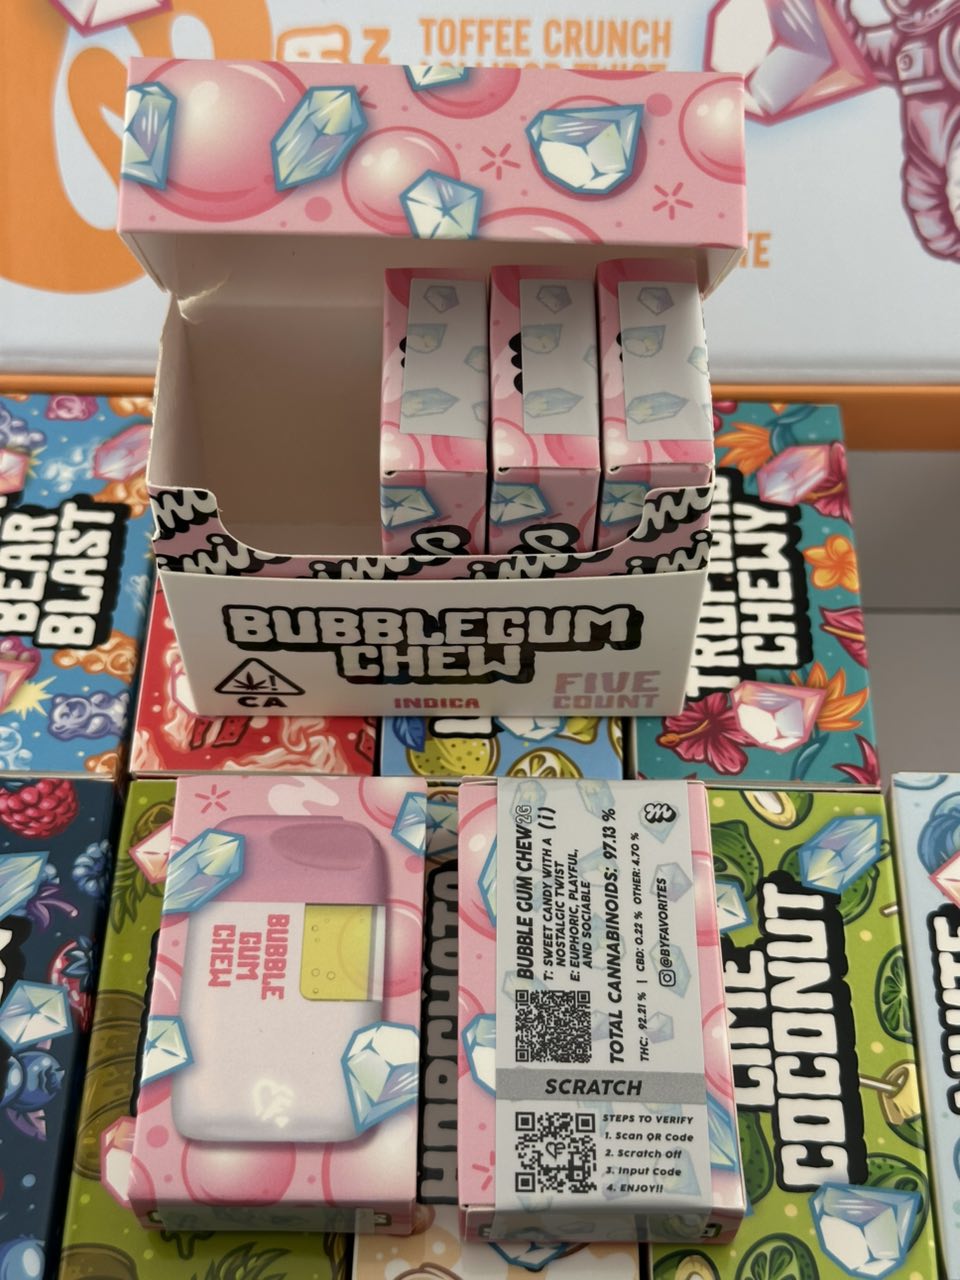 TOFFEE CRUNCH
BEAR
BLAST
BUBBLEGUM
CHEW
CA
INDICA
FIVE
COUNT
CHEWY
BUBBLE
GUM
CHEW
BUBBLE GUM CHEW 2G
(i)
T: SWEET CANDY WITH A
NOSTALGIC TWIST
E: EUPHORIC, PLAYFUL,
AND SOCIABLE
TOTAL CANNABINOIDS: 97.13 %
THC: 92.21 % | CBD: 0.22 % OTHER: 4.70 %
@BYFAVORITES
SCRATCH
STEPS TO VERIFY
1. Scan QR Code
2. Scratch Off
3. Input Code
4. ENJOY!!
LIME
COCONUT